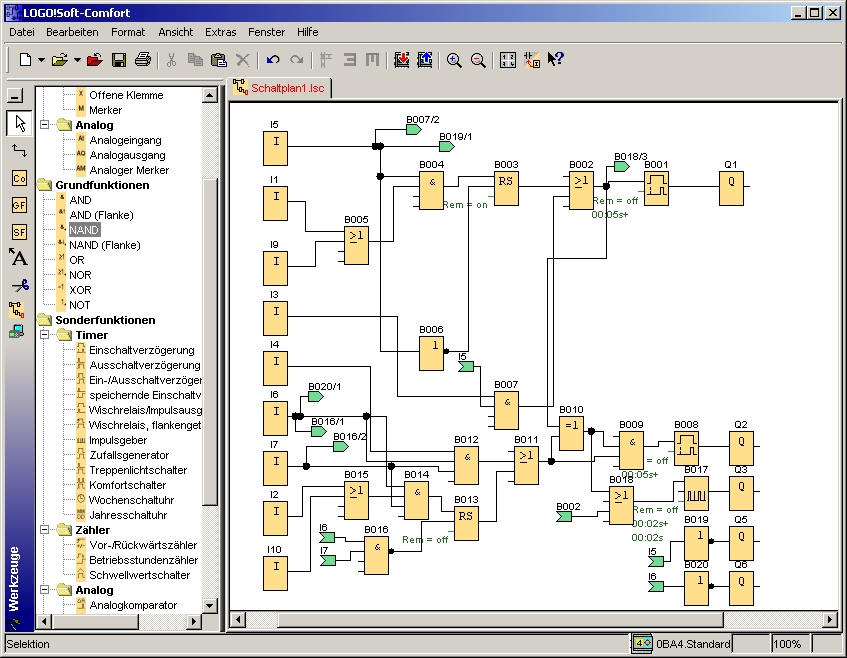 LOGO!Soft-Comfort
Datei Bearbeiten Format Ansicht Extras Fenster Hilfe
Schaltplan1.lsc
Offene Klemme
Merker
Analog
Analogeingang
Analogausgang
Analoger Merker
Grundfunktionen
AND
AND (Flanke)
NAND
NAND (Flanke)
OR
NOR
XOR
NOT
Sonderfunktionen
Timer
Einschaltverzögerung
Ausschaltverzögerung
Ein-/Ausschaltverzöger
speichernde Einschaltv
Wischrelais/Impulsausg
Wischrelais, flankenget
Impulsgeber
Zufallsgenerator
Treppenlichtschalter
Komfortschalter
Wochenschaltuhr
Jahresschaltuhr
Zähler
Vor-/Rückwärtszähler
Betriebsstundenzähler
Schwellwertschalter
Analog
Analogkomparator
Co
GF
SF
A
Werkzeuge
I5
I
B007/2
B019/1
B004
&
Rem = on
B003
RS
B002
≥1
B018/3
Rem = off
00:05s+
B001
Q1
Q
I1
I
B005
≥1
I9
I
I3
I
B006
1
I5
I4
I
B007
&
I6
I
B020/1
B016/1
B016/2
B010
=1
B009
&
= off
00:05s+
B008
Q2
Q
I7
I
B012
&
B011
≥1
B015
≥1
B014
&
B013
RS
Rem = off
B018
≥1
B002
Rem = off
00:02s+
00:02s
B017
Q3
Q
I2
I
I6
I7
B016
&
B019
1
I5
Q5
Q
I10
I
B020
1
I6
Q6
Q
Selektion
0BA4.Standard
100%